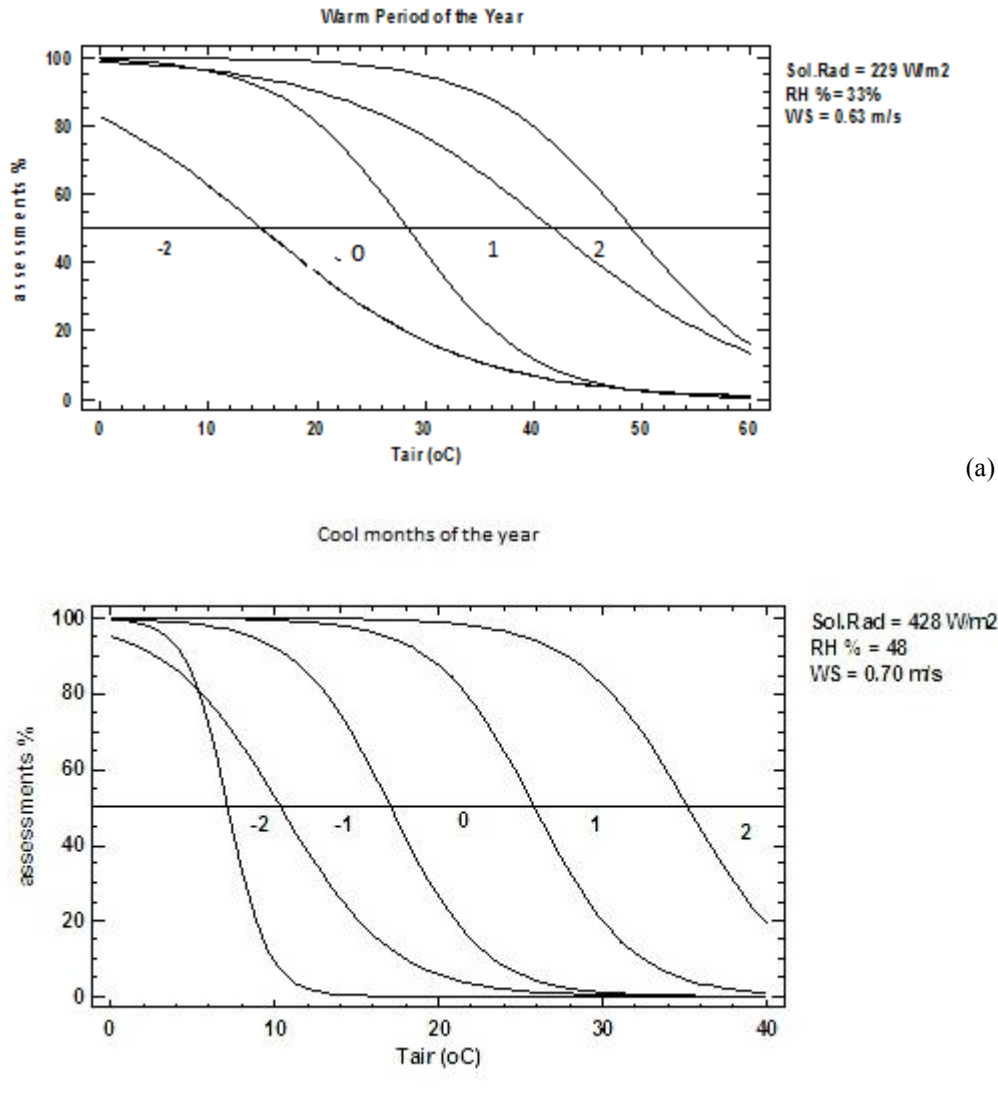 Warm Period of the Year
Sol.Rad = 229 W/m2
RH %= 33%
WS = 0.63 m/s
assessments %
100
80
60
40
20
0
-2
0
1
2
0 10 20 30 40 50 60
Tair (oC)
(a)
Cool months of the year
Sol.Rad = 428 W/m2
RH % = 48
WS = 0.70 m/s
assessments %
100
80
60
40
20
0
-2
-1
0
1
2
0 10 20 30 40
Tair (oC)